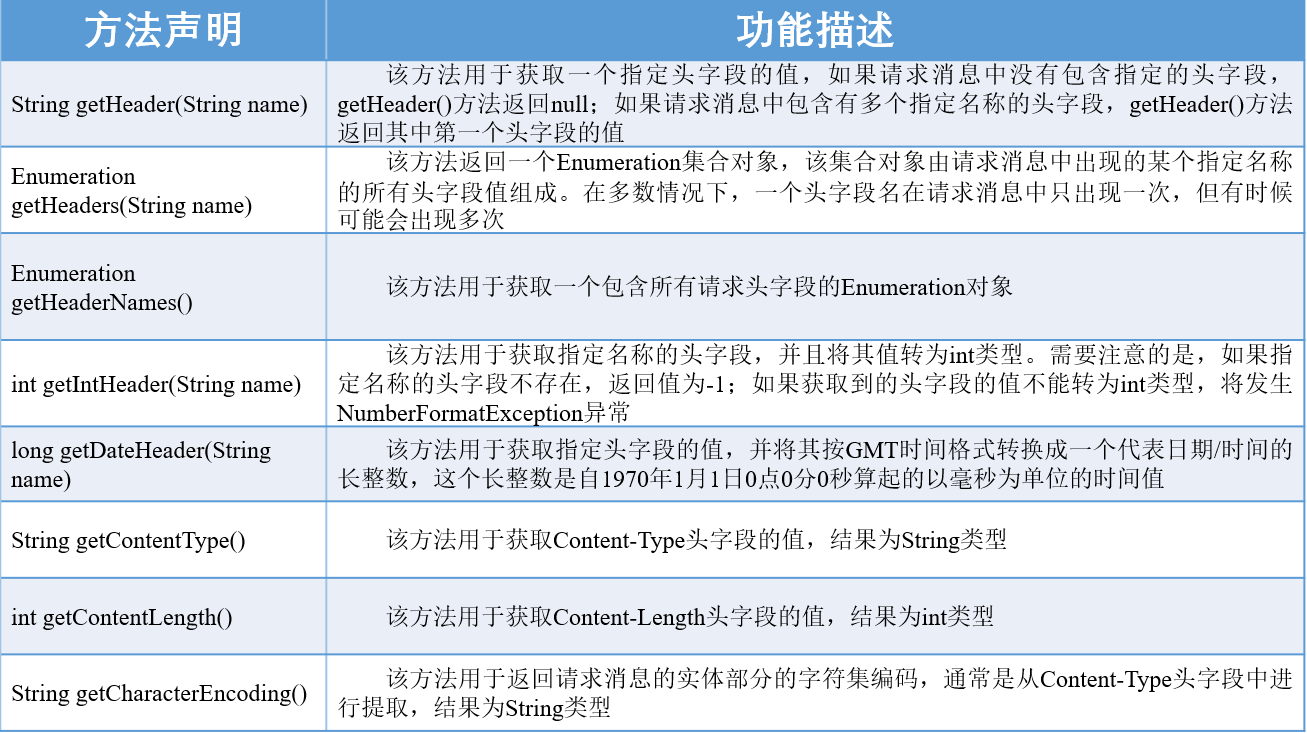 方法声明
功能描述
String getHeader(String name)
该方法用于获取一个指定头字段的值，如果请求消息中没有包含指定的头字段，
getHeader()方法返回null；如果请求消息中包含有多个指定名称的头字段，getHeader()方法
返回其中第一个头字段的值
Enumeration
getHeaders(String name)
该方法返回一个Enumeration集合对象，该集合对象由请求消息中出现的某个指定名称
的所有头字段值组成。在多数情况下，一个头字段名在请求消息中只出现一次，但有时候
可能会出现多次
Enumeration
getHeaderNames()
该方法用于获取一个包含所有请求头字段的Enumeration对象
int getIntHeader(String name)
该方法用于获取指定名称的头字段，并且将其值转为int类型。需要注意的是，如果指
定名称的头字段不存在，返回值为-1；如果获取到的头字段的值不能转为int类型，将发生
NumberFormatException异常
long getDateHeader(String
name)
该方法用于获取指定头字段的值，并将其按GMT时间格式转换成一个代表日期/时间的
长整数，这个长整数是自1970年1月1日0点0分0秒算起的以毫秒为单位的时间值
String getContentType()
该方法用于获取Content-Type头字段的值，结果为String类型
int getContentLength()
该方法用于获取Content-Length头字段的值，结果为int类型
String getCharacterEncoding()
该方法用于返回请求消息的实体部分的字符集编码，通常是从Content-Type头字段中进
行提取，结果为String类型